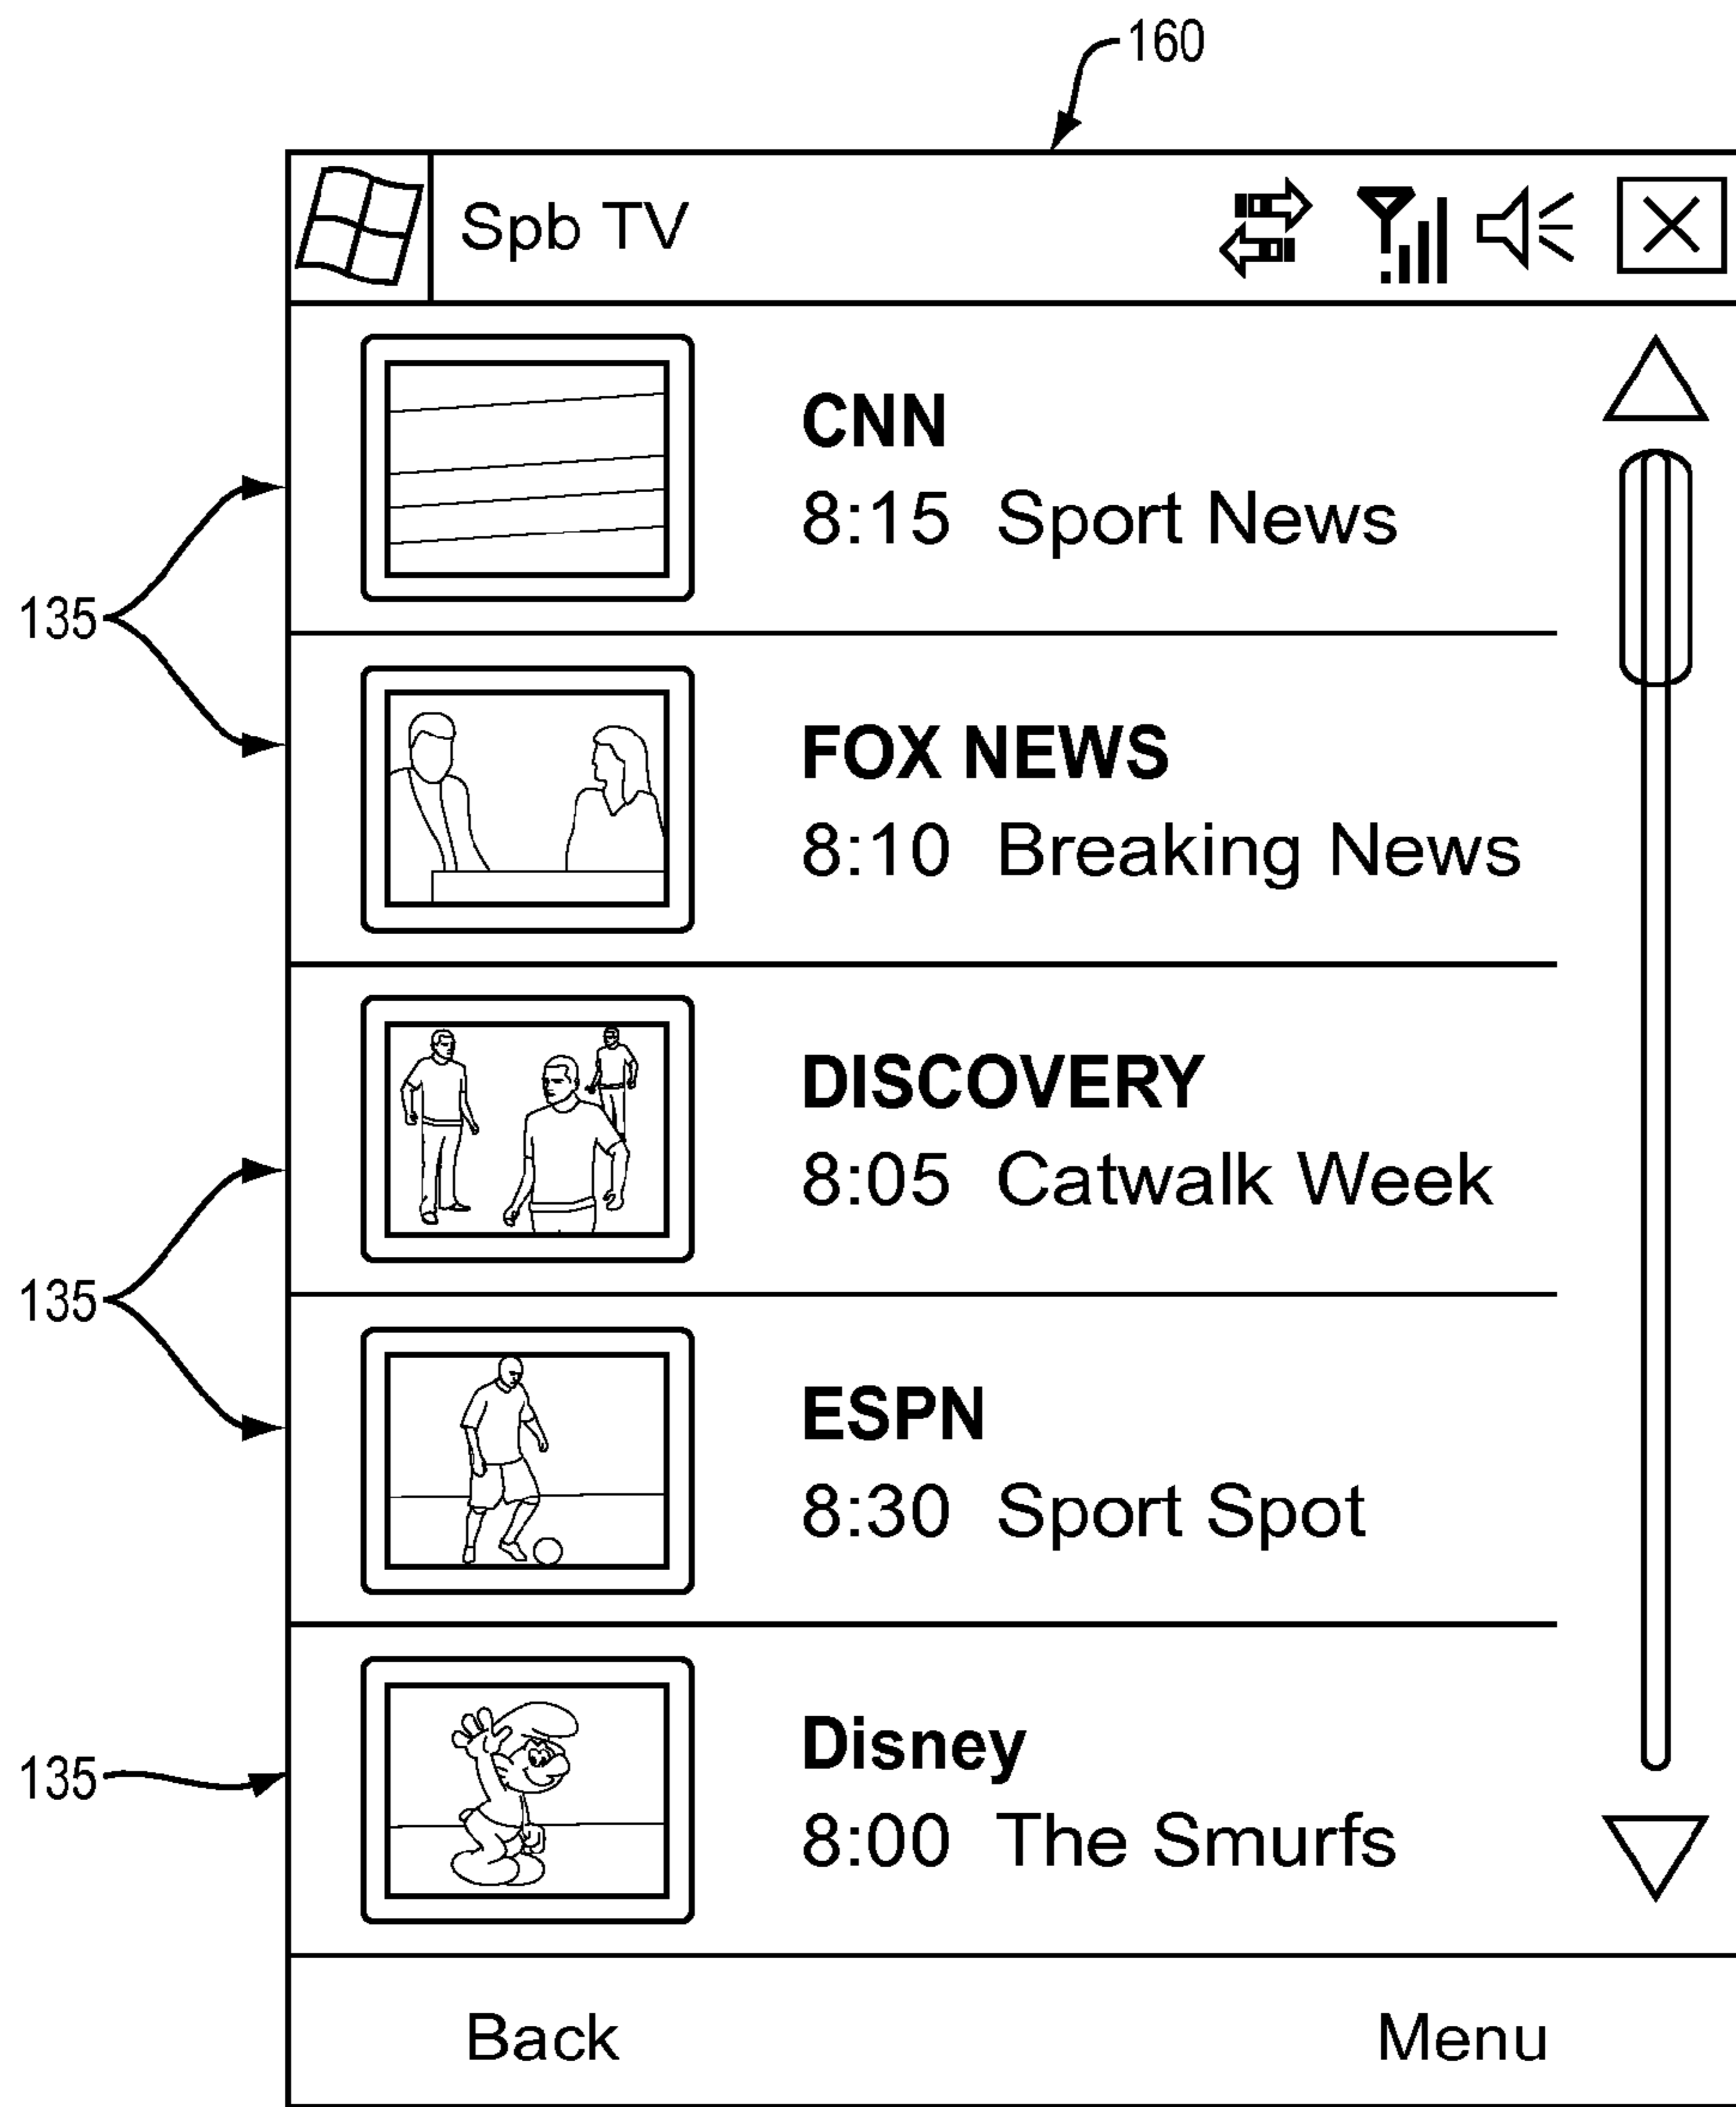 160
Spb TV
CNN
8:15 Sport News
135
FOX NEWS
8:10 Breaking News
DISCOVERY
8:05 Catwalk Week
135
ESPN
8:30 Sport Spot
Disney
135
8:00 The Smurfs
Back Menu